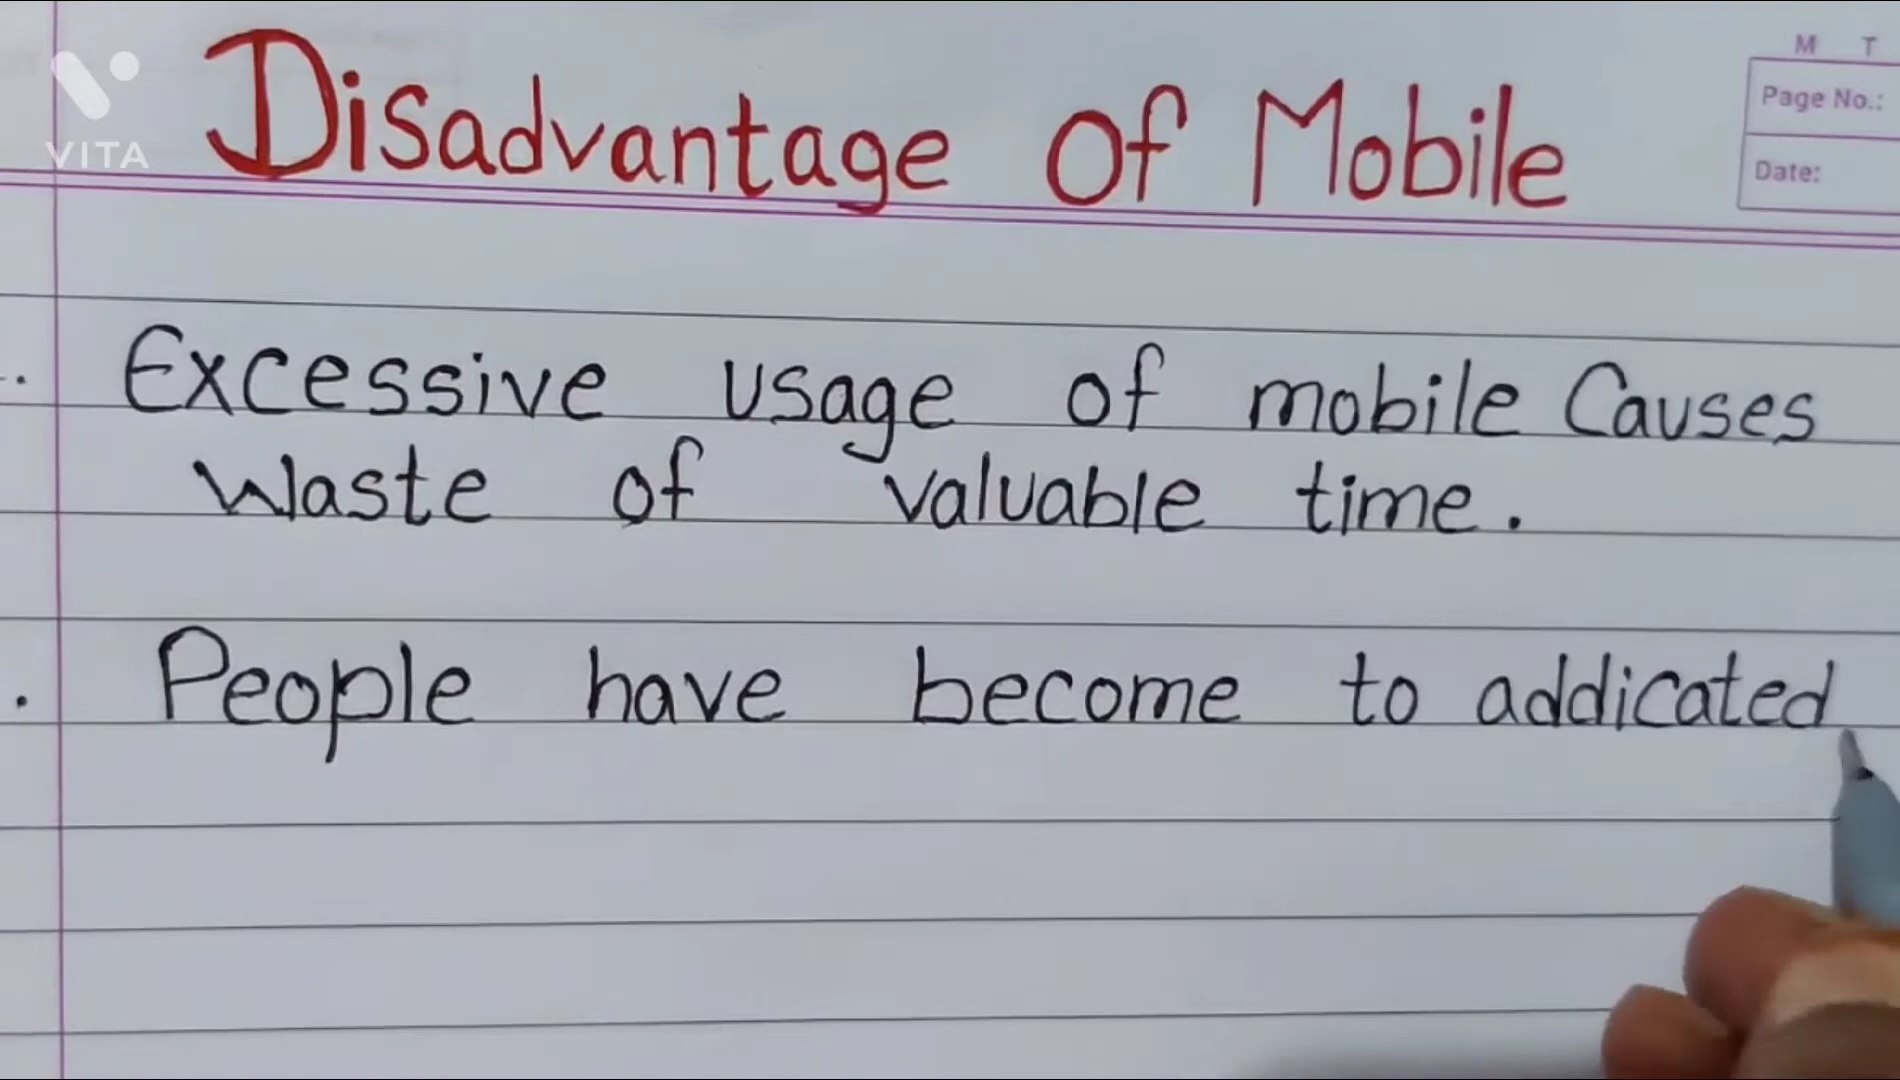 VITA
Disadvantage Of Mobile
M T
Page No.:
Date:
Excessive usage of mobile Causes
Waste of valuable time.
People have become to addicated